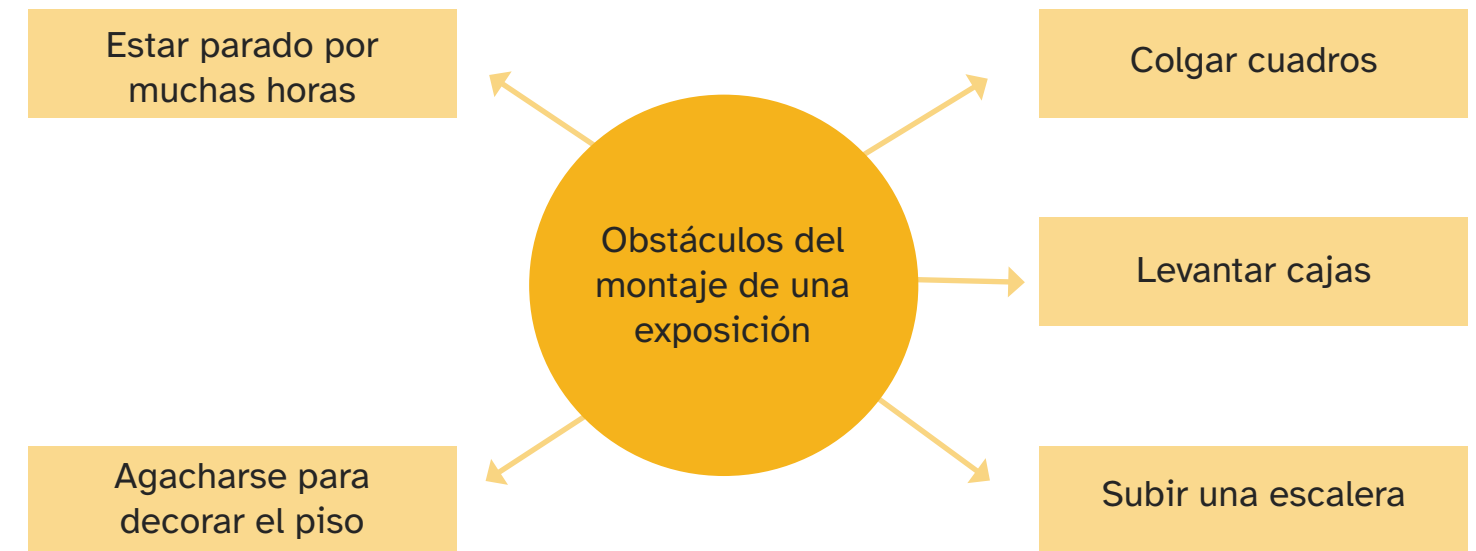 Estar parado por
muchas horas
Colgar cuadros
Obstáculos del
montaje de una
exposición
Levantar cajas
Agacharse para
decorar el piso
Subir una escalera